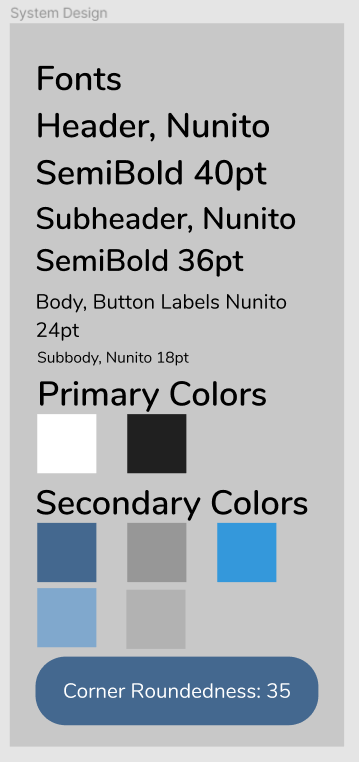 System Design
Fonts
Header, Nunito
SemiBold 40pt
Subheader, Nunito
SemiBold 36pt
Body, Button Labels Nunito
24pt
Subbody, Nunito 18pt
Primary Colors
Secondary Colors
Corner Roundedness: 35